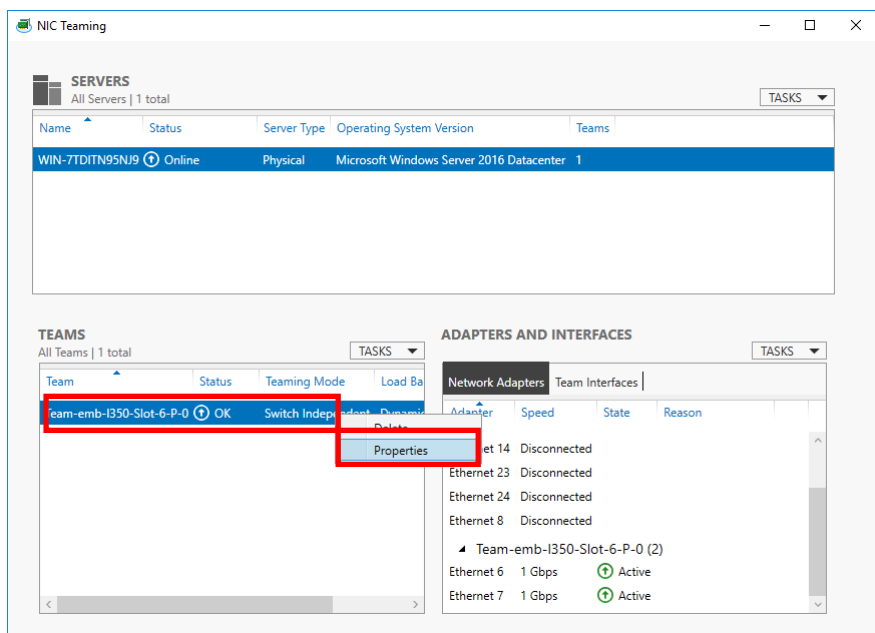 NIC Teaming
SERVERS
All Servers | 1 total
TASKS
Name Status Server Type Operating System Version Teams
WIN-7TDITN95NJ9 Online Physical Microsoft Windows Server 2016 Datacenter 1
TEAMS
All Teams | 1 total
TASKS
Team Status Teaming Mode Load Ba
Team-emb-I350-Slot-6-P-0 OK Switch Independent Dynamic
Delete
Properties
ADAPTERS AND INTERFACES
TASKS
Network Adapters Team Interfaces
Adapter Speed State Reason
et 14 Disconnected
Ethernet 23 Disconnected
Ethernet 24 Disconnected
Ethernet 8 Disconnected
Team-emb-I350-Slot-6-P-0 (2)
Ethernet 6 1 Gbps Active
Ethernet 7 1 Gbps Active